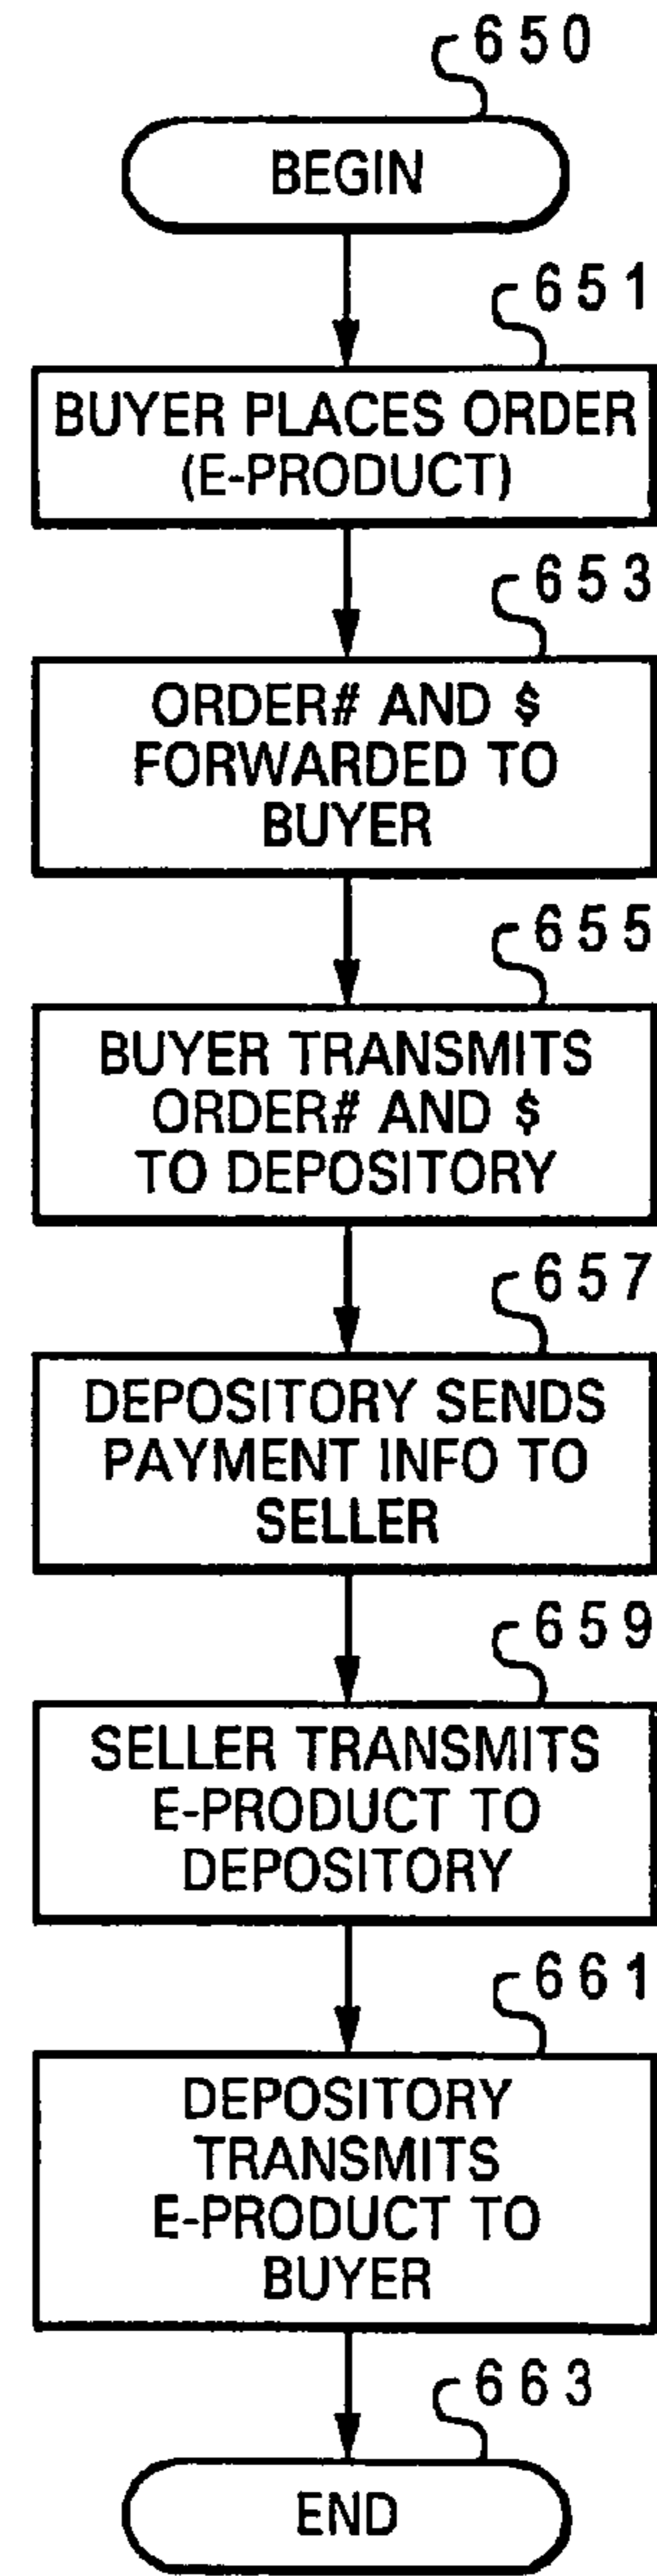 650
BEGIN
651
BUYER PLACES ORDER
(E-PRODUCT)
653
ORDER# AND $
FORWARDED TO
BUYER
655
BUYER TRANSMITS
ORDER# AND $
TO DEPOSITORY
657
DEPOSITORY SENDS
PAYMENT INFO TO
SELLER
659
SELLER TRANSMITS
E-PRODUCT TO
DEPOSITORY
661
DEPOSITORY
TRANSMITS
E-PRODUCT TO
BUYER
663
END